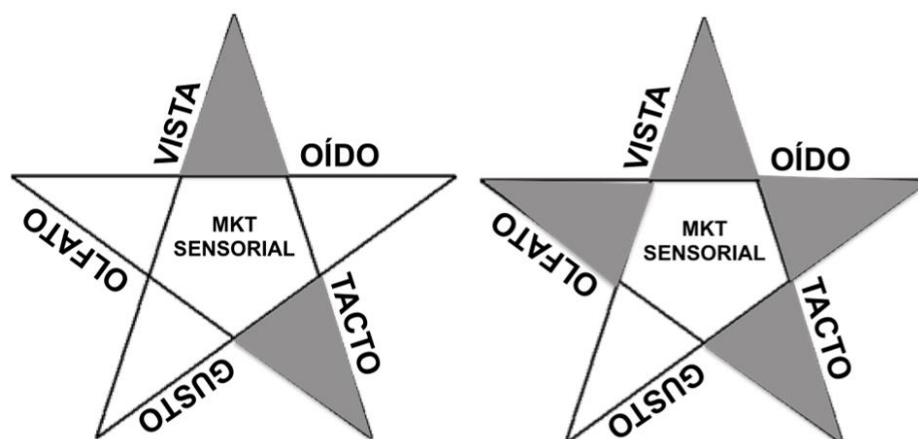 VISTA
OÍDO
OLFATO
MKT
SENSORIAL
TACTO
GUSTO
VISTA
OÍDO
OLFATO
MKT
SENSORIAL
TACTO
GUSTO